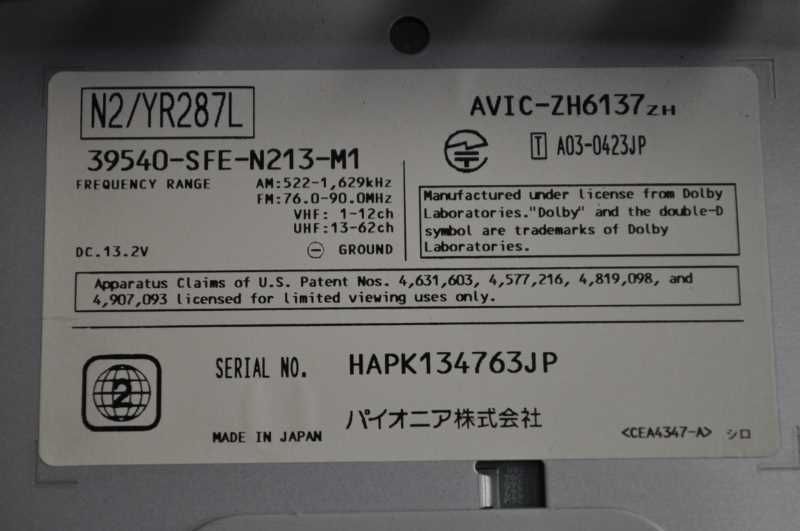 N2/YR287L
39540-SFE-N213-M1
FREQUENCY RANGE AM:522-1,629kHz
FM:76.0-90.0MHz
VHF: 1-12ch
UHF:13-62ch
DC.13.2V ⊖ GROUND
AVIC-ZH6137ZH
T A03-0423JP
Manufactured under license from Dolby
Laboratories."Dolby" and the double-D
symbol are trademarks of Dolby
Laboratories.
Apparatus Claims of U.S. Patent Nos. 4,631,603, 4,577,216, 4,819,098, and
4,907,093 licensed for limited viewing uses only.
2
SERIAL NO. HAPK134763JP
パイオニア株式会社
MADE IN JAPAN
<CEA4347-A> シロ